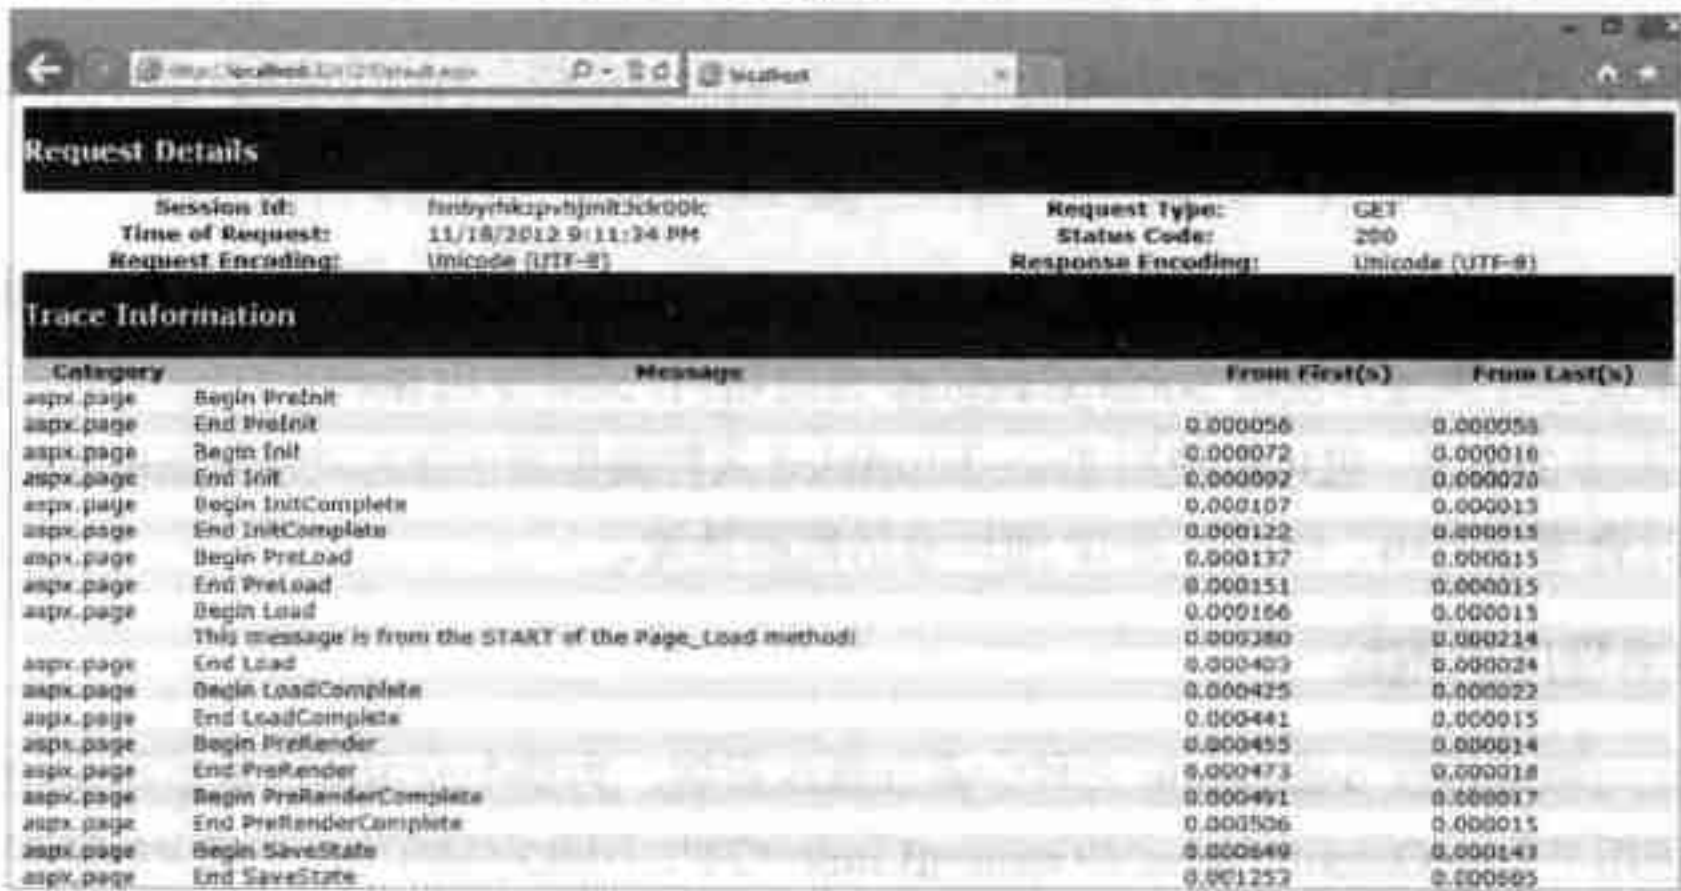 localhost
Request Details
Session Id:
Request Type: GET
Time of Request: 11/18/2012 9:11:34 PM
Status Code: 200
Request Encoding: Unicode (UTF-8)
Response Encoding: Unicode (UTF-8)
Trace Information
Category Message From First(s) From Last(s)
aspx.page Begin PreInit
aspx.page End PreInit 0.000056 0.000056
aspx.page Begin Init 0.000072 0.000016
aspx.page End Init 0.000092 0.000020
aspx.page Begin InitComplete 0.000107 0.000015
aspx.page End InitComplete 0.000122 0.000015
aspx.page Begin PreLoad 0.000137 0.000015
aspx.page End PreLoad 0.000151 0.000015
aspx.page Begin Load 0.000166 0.000015
This message is from the START of the Page_Load method! 0.000380 0.000214
aspx.page End Load 0.000403 0.000024
aspx.page Begin LoadComplete 0.000425 0.000022
aspx.page End LoadComplete 0.000441 0.000015
aspx.page Begin PreRender 0.000455 0.000014
aspx.page End PreRender 0.000473 0.000018
aspx.page Begin PreRenderComplete 0.000491 0.000017
aspx.page End PreRenderComplete 0.000506 0.000015
aspx.page Begin SaveState 0.000649 0.000143
aspx.page End SaveState 0.001253 0.000605